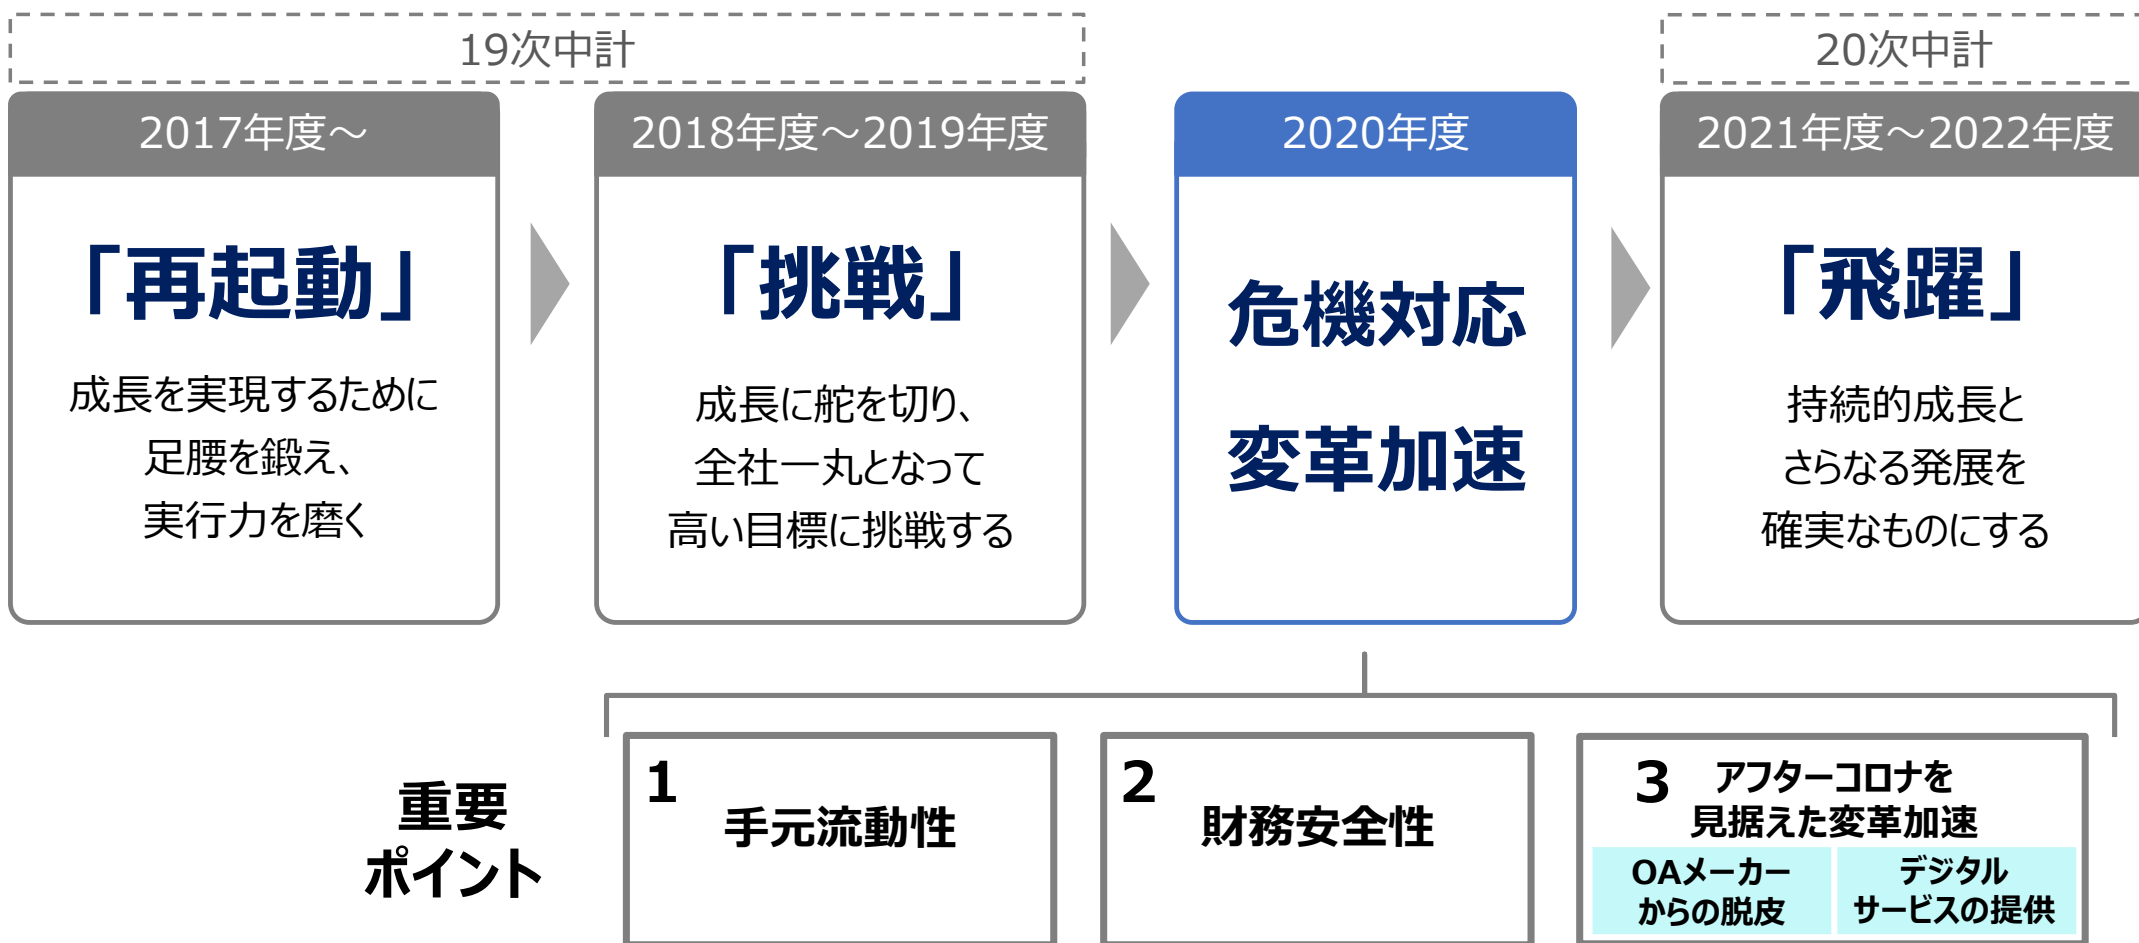 19次中計
20次中計
2017年度～
「再起動」
成長を実現するために
足腰を鍛え、
実行力を磨く
2018年度～2019年度
「挑戦」
成長に舵を切り、
全社一丸となって
高い目標に挑戦する
2020年度
危機対応
変革加速
2021年度～2022年度
「飛躍」
持続的成長と
さらなる発展を
確実なものにする
重要
ポイント
1
手元流動性
2
財務安全性
3 アフターコロナを
見据えた変革加速
OAメーカー
からの脱皮
デジタル
サービスの提供